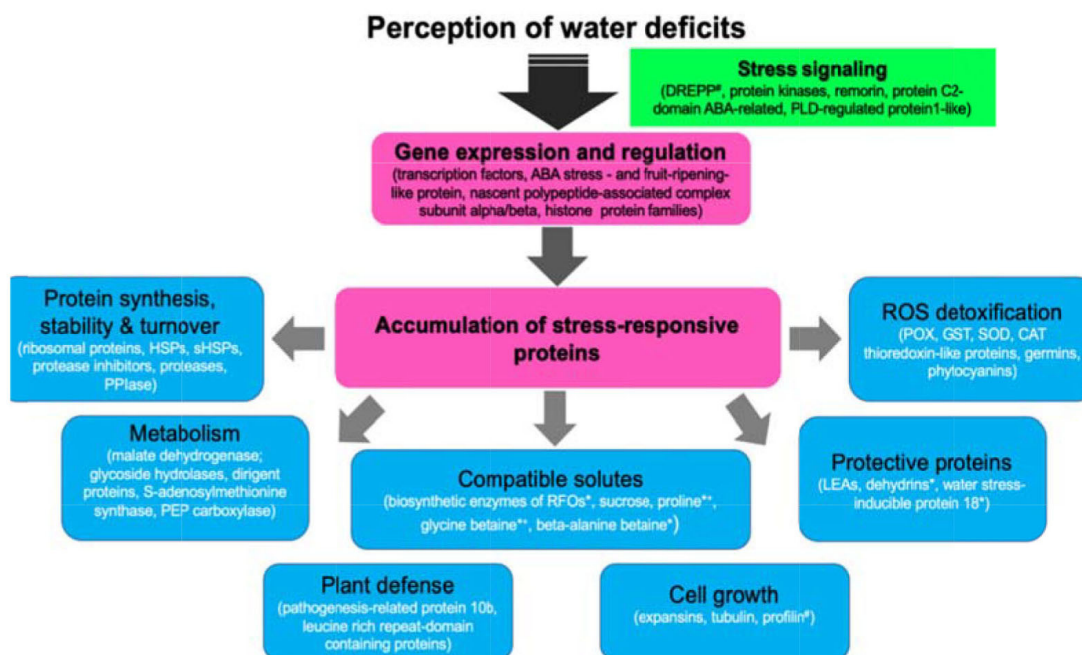 Perception of water deficits
Stress signaling
(DREPP#, protein kinases, remorin, protein C2-
domain ABA-related, PLD-regulated protein1-like)
Gene expression and regulation
(transcription factors, ABA stress - and fruit-ripening-
like protein, nascent polypeptide-associated complex
subunit alpha/beta, histone protein families)
Protein synthesis,
stability & turnover
(ribosomal proteins, HSPs, sHSPs,
protease inhibitors, proteases,
PPIase)
Accumulation of stress-responsive
proteins
ROS detoxification
(POX, GST, SOD, CAT
thioredoxin-like proteins, germins,
phytocyanins)
Metabolism
(malate dehydrogenase;
glycoside hydrolases, dirigent
proteins, S-adenosylmethionine
synthase, PEP carboxylase)
Compatible solutes
(biosynthetic enzymes of RFOs*, sucrose, proline*⁺,
glycine betaine*⁺, beta-alanine betaine*)
Protective proteins
(LEAs, dehydrins*, water stress-
inducible protein 18*)
Plant defense
(pathogenesis-related protein 10b,
leucine rich repeat-domain
containing proteins)
Cell growth
(expansins, tubulin, profilin#)